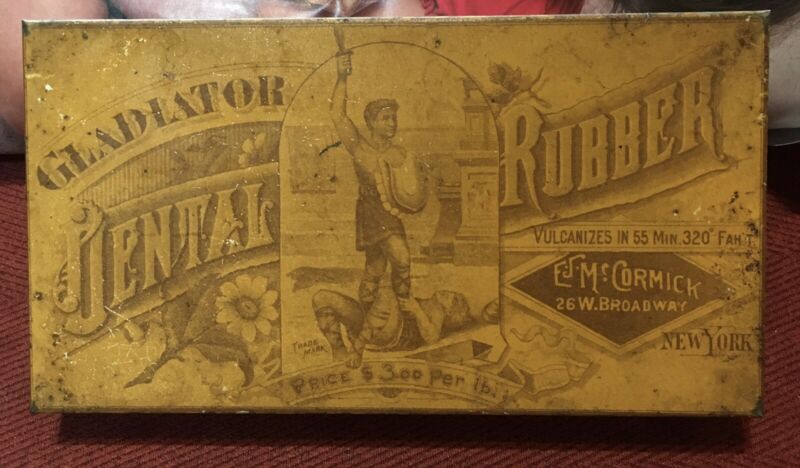 GLADIATOR
DENTAL
RUBBER
VULCANIZES IN 55 MIN. 320° FAH'T
E.J. McCORMICK
26 W. BROADWAY
NEW YORK
TRADE
MARK
PRICE $3.00 Per lb.